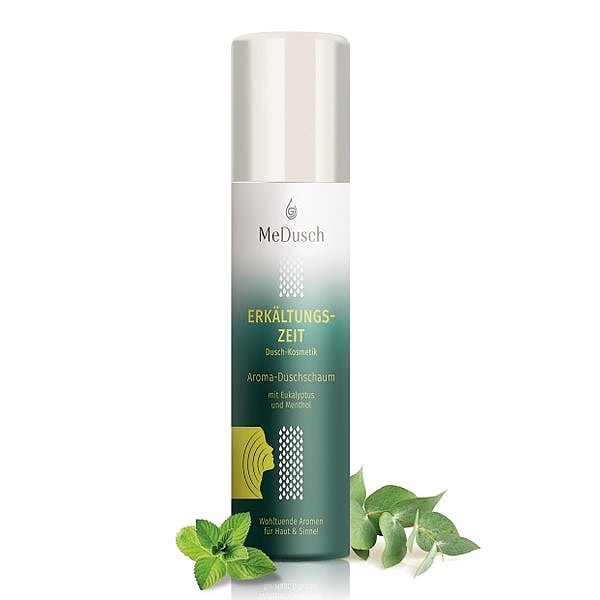 MeDusch
ERKÄLTUNGS-
ZEIT
Dusch-Kosmetik
Aroma-Duschschaum
mit Eukalyptus
und Menthol
Wohltuende Aromen
für Haut & Sinne!